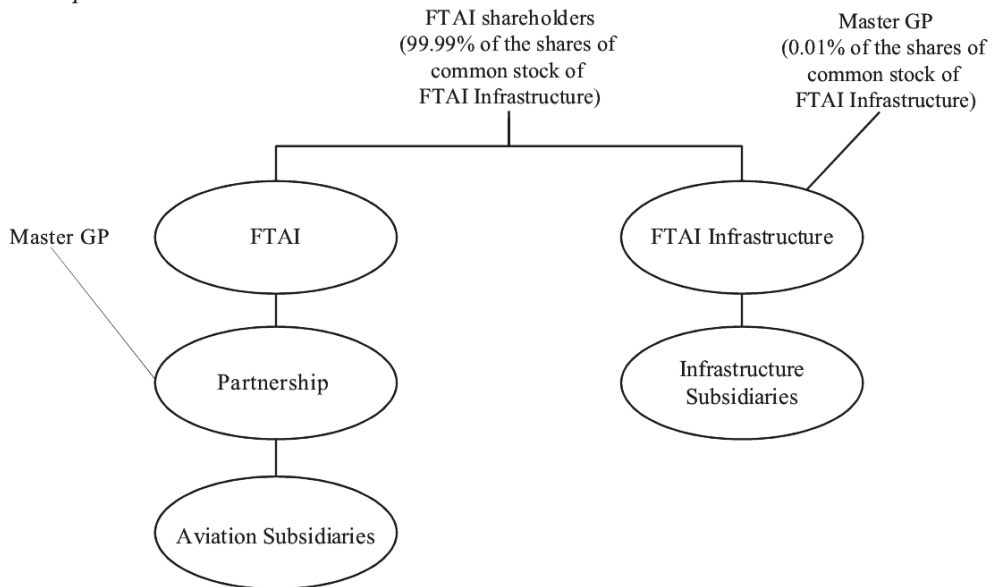 FTAI shareholders
(99.99% of the shares of
common stock of
FTAI Infrastructure)
Master GP
(0.01% of the shares of
common stock of
FTAI Infrastructure)
Master GP
FTAI
FTAI Infrastructure
Partnership
Infrastructure
Subsidiaries
Aviation Subsidiaries